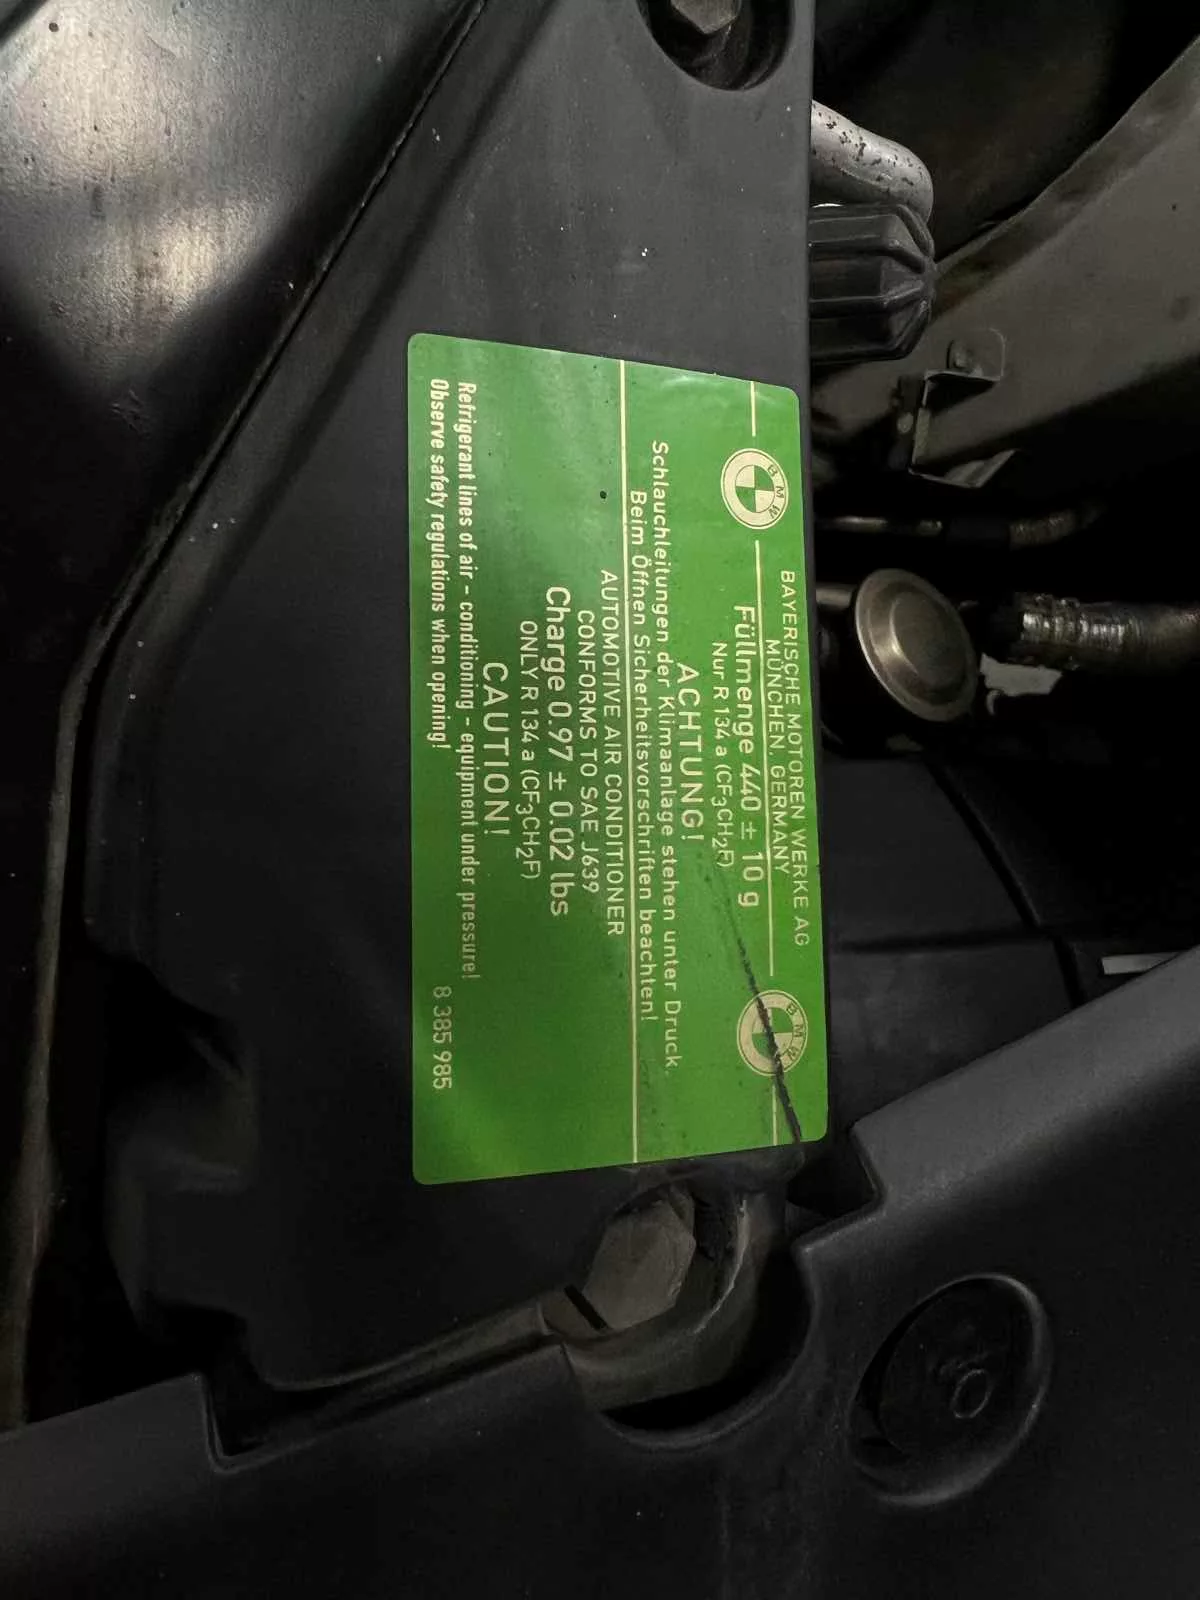 BAYERISCHE MOTOREN WERKE AG
MÜNCHEN, GERMANY
BMW
BMW
Füllmenge 440 ± 10 g
Nur R 134 a (CF3CH2F)
ACHTUNG!
Schlauchleitungen der Klimaanlage stehen unter Druck.
Beim Öffnen Sicherheitsvorschriften beachten!
AUTOMOTIVE AIR CONDITIONER
CONFORMS TO SAE J639
Charge 0.97 ± 0.02 lbs
ONLY R 134 a (CF3CH2F)
CAUTION!
Refrigerant lines of air - conditioning - equipment under pressure!
Observe safety regulations when opening!
8 385 985